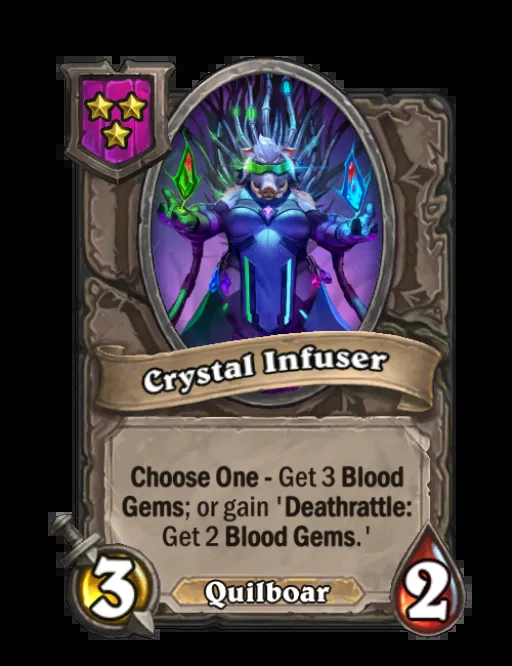 Crystal Infuser
Choose One - Get 3 Blood
Gems; or gain 'Deathrattle:
Get 2 Blood Gems.'
3
Quilboar
2